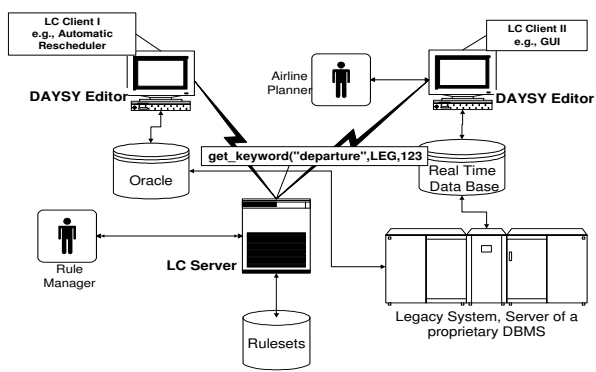 LC Client I
e.g., Automatic
Rescheduler
LC Client II
e.g., GUI
DAYSY Editor
Airline
Planner
DAYSY Editor
get_keyword("departure",LEG,123
Oracle
Real Time
Data Base
Rule
Manager
LC Server
Legacy System, Server of a
proprietary DBMS
Rulesets